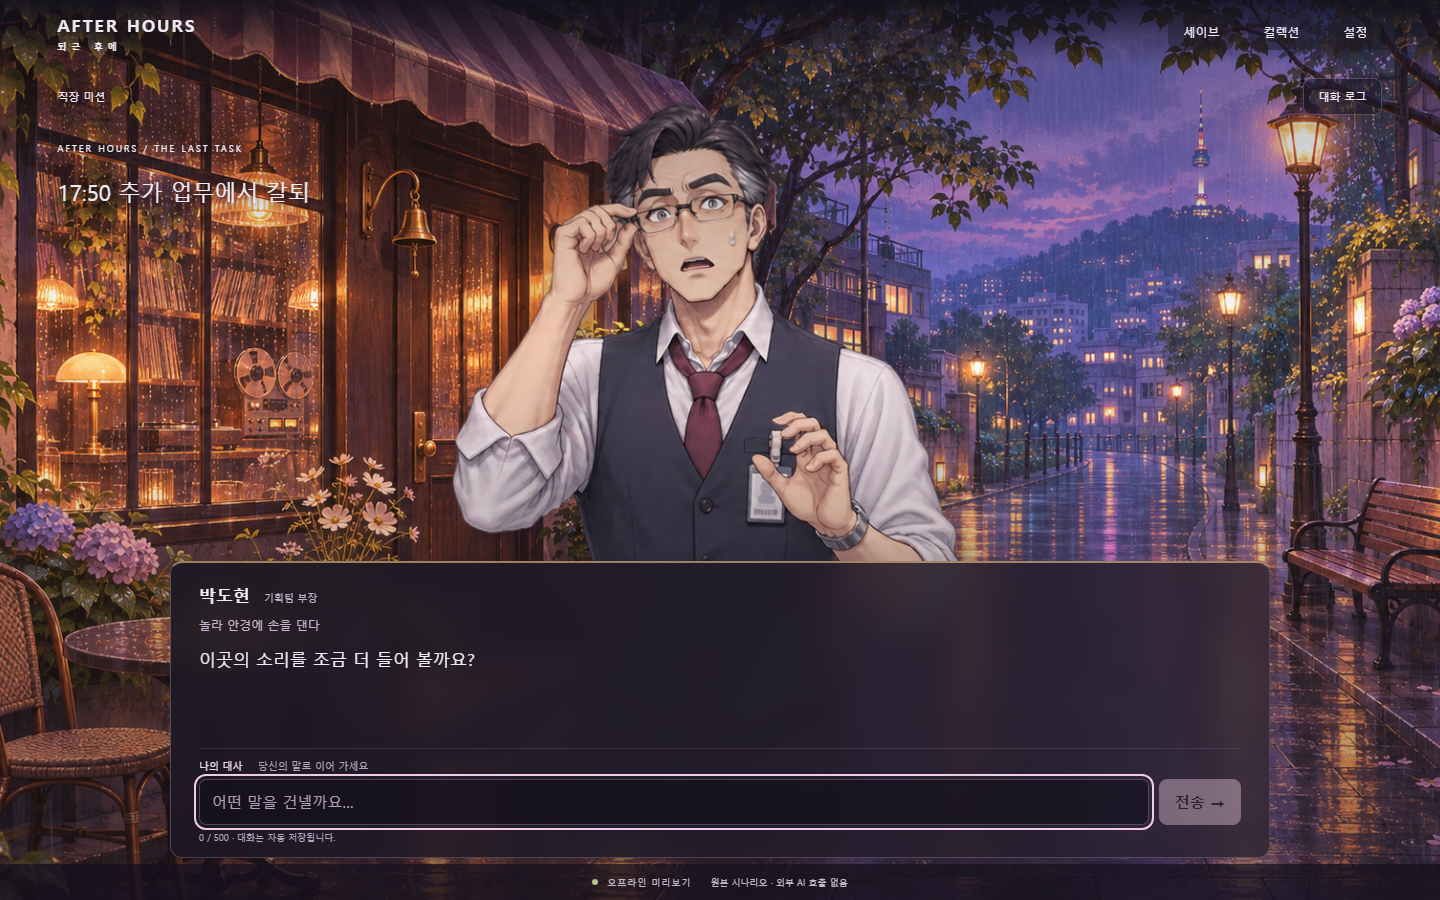 AFTER HOURS
퇴근 후에
세이브 컬렉션 설정
직장 미션
대화 로그
AFTER HOURS / THE LAST TASK
17:50 추가 업무에서 칼퇴
박도현 기획팀 부장
놀라 안경에 손을 댄다
이곳의 소리를 조금 더 들어 볼까요?
나의 대사 당신의 말로 이어 가세요
어떤 말을 건넬까요...
전송 →
0 / 500 · 대화는 자동 저장됩니다.
오프라인 미리보기 원본 시나리오 · 외부 AI 호출 없음